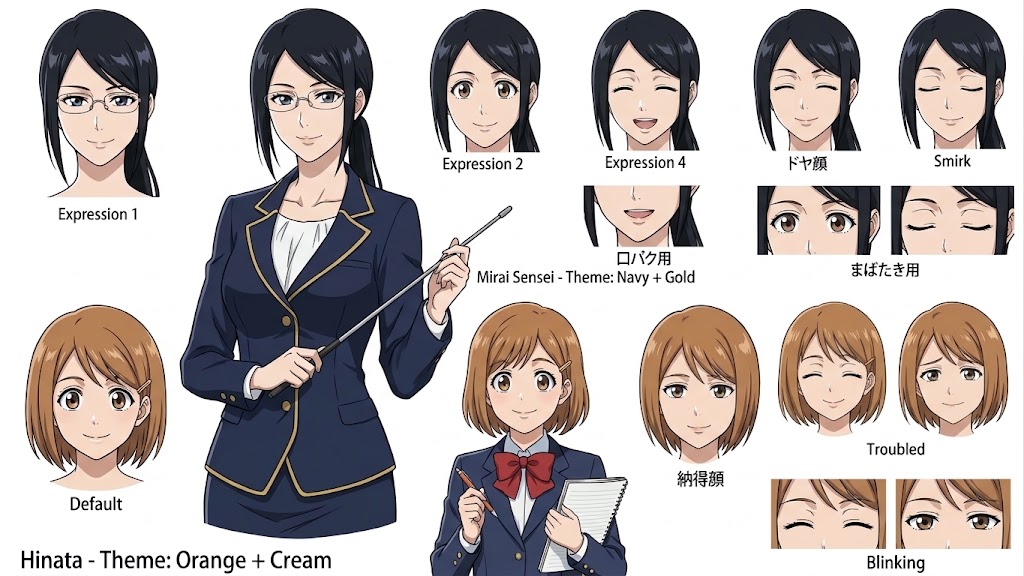 Expression 1
Expression 2
Expression 4
ドヤ顔
Smirk
口パク用
Mirai Sensei - Theme: Navy + Gold
まばたき用
Default
納得顔
Troubled
Blinking
Hinata - Theme: Orange + Cream